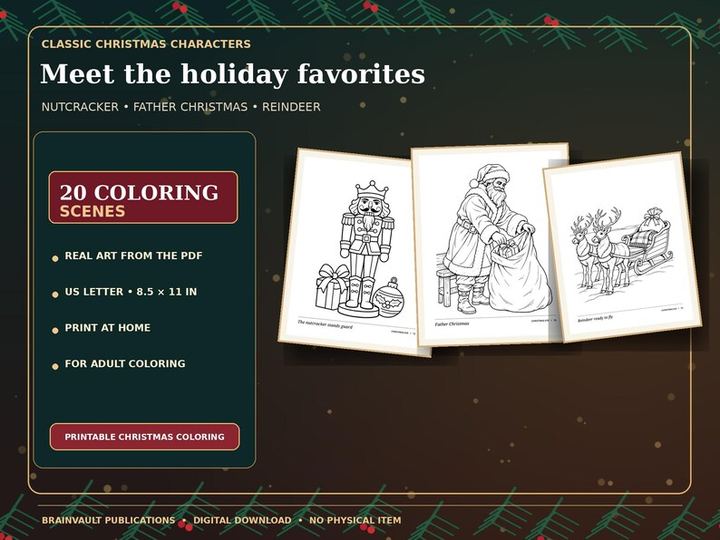 CLASSIC CHRISTMAS CHARACTERS
Meet the holiday favorites
NUTCRACKER • FATHER CHRISTMAS • REINDEER
20 COLORING
SCENES
REAL ART FROM THE PDF
US LETTER • 8.5 × 11 IN
PRINT AT HOME
FOR ADULT COLORING
PRINTABLE CHRISTMAS COLORING
The nutcracker stands guard
Father Christmas
Reindeer ready to fly
BRAINVAULT PUBLICATIONS • DIGITAL DOWNLOAD • NO PHYSICAL ITEM